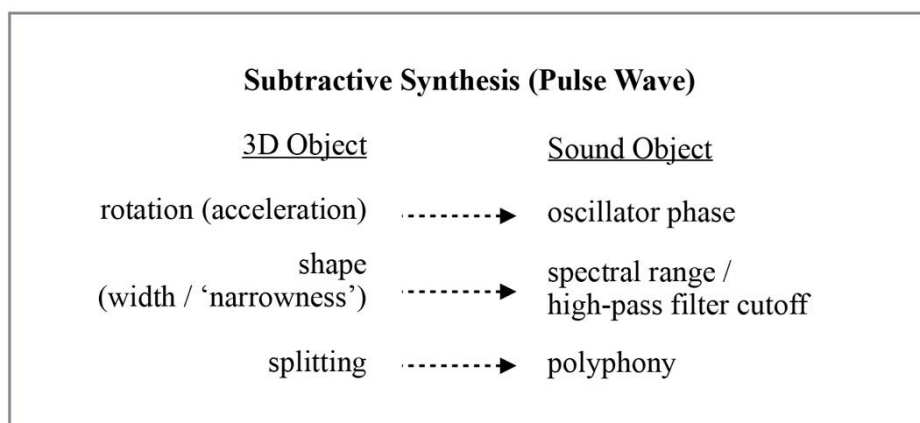 Subtractive Synthesis (Pulse Wave)
3D Object Sound Object
rotation (acceleration) oscillator phase
shape
(width / ‘narrowness’) spectral range /
high-pass filter cutoff
splitting polyphony